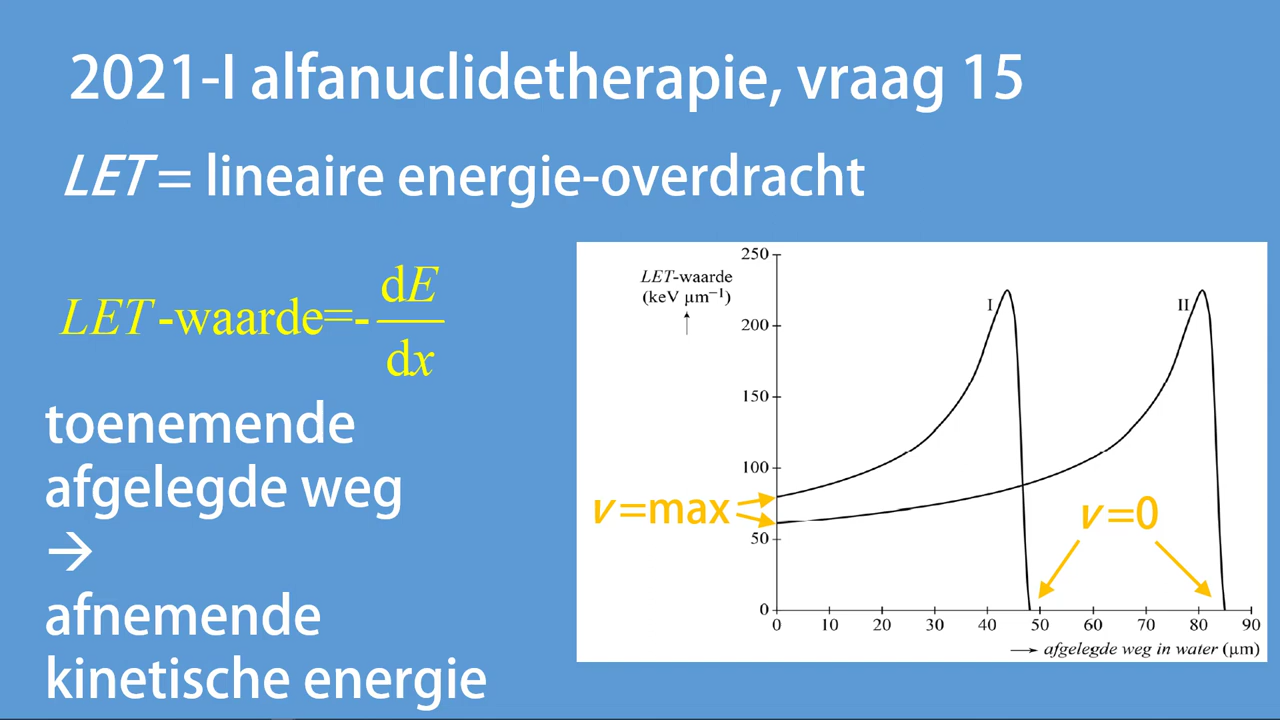 2021-I alfanuclidetherapie, vraag 15
LET = lineaire energie-overdracht
LET-waarde=-dE/dx
toenemende
afgelegde weg
→
afnemende
kinetische energie
LET-waarde
(keV μm⁻¹)
250
200
150
100
50
0
I
II
v=max
v=0
0 10 20 30 40 50 60 70 80 90
→ afgelegde weg in water (μm)